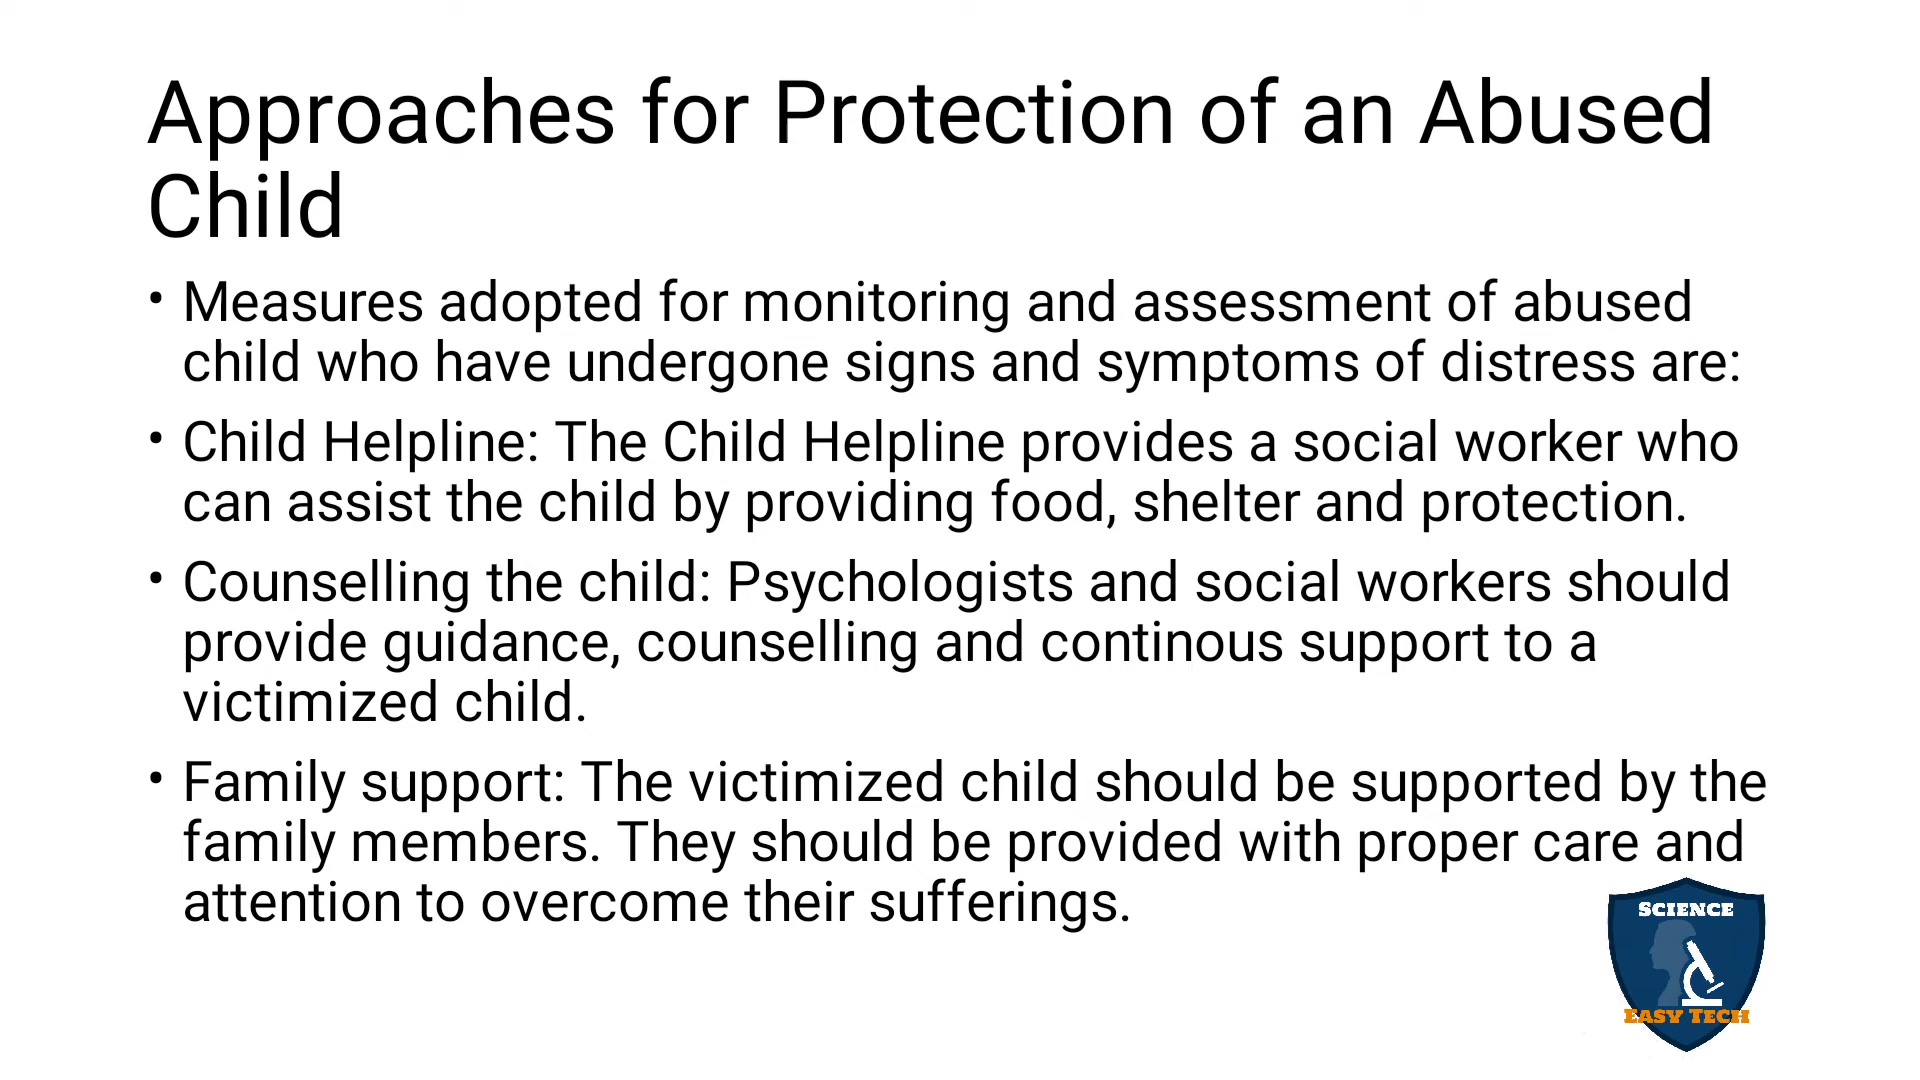 Approaches for Protection of an Abused
Child
• Measures adopted for monitoring and assessment of abused
child who have undergone signs and symptoms of distress are:
• Child Helpline: The Child Helpline provides a social worker who
can assist the child by providing food, shelter and protection.
• Counselling the child: Psychologists and social workers should
provide guidance, counselling and continous support to a
victimized child.
• Family support: The victimized child should be supported by the
family members. They should be provided with proper care and
attention to overcome their sufferings.
SCIENCE
EASY TECH